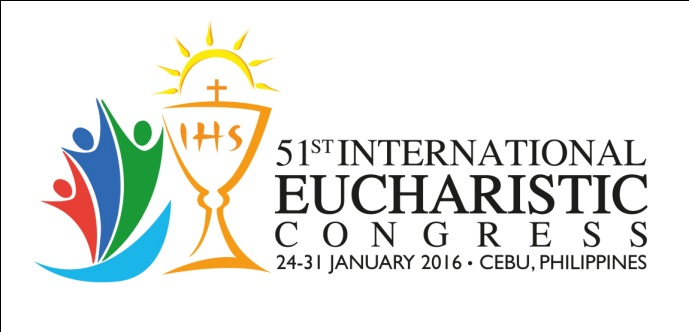 IHS
51ST INTERNATIONAL
EUCHARISTIC
CONGRESS
24-31 JANUARY 2016 • CEBU, PHILIPPINES